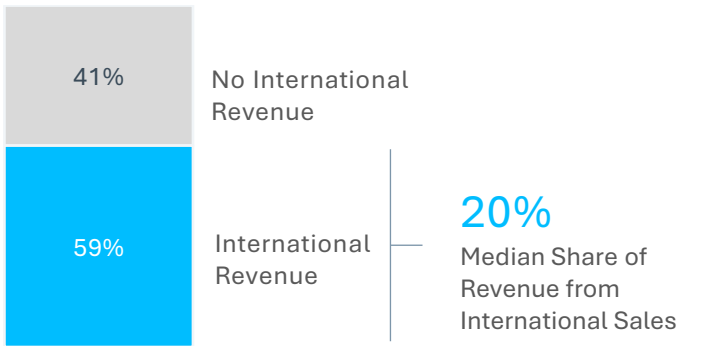 41%
No International
Revenue
59%
International
Revenue
20%
Median Share of
Revenue from
International Sales